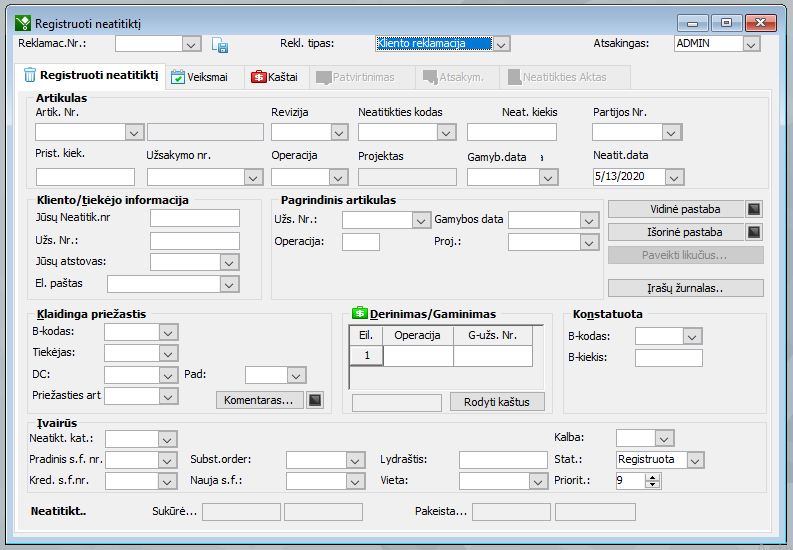 Registruoti neatitiktį
Reklamac.Nr.: Rekl. tipas: Kliento reklamacija Atsakingas: ADMIN
Registruoti neatitiktį Veiksmai Kaštai Patvirtinimas Atsakym. Neatitikties Aktas
Artikulas
Artik. Nr. Revizija Neatitikties kodas Neat. kiekis Partijos Nr.
Prist. kiek. Užsakymo nr. Operacija Projektas Gamyb.data Neatit.data
5/13/2020
Kliento/tiekėjo informacija
Jūsų Neatitik.nr
Užs. Nr.:
Jūsų atstovas:
El. paštas
Pagrindinis artikulas
Užs. Nr.: Gamybos data
Operacija: Proj.:
Vidinė pastaba
Išorinė pastaba
Paveikti likučius...
Įrašų žurnalas..
Klaidinga priežastis
B-kodas:
Tiekėjas:
DC: Pad:
Priežasties art Komentaras...
Derinimas/Gaminimas
Eil. Operacija G-užs. Nr.
1
Rodyti kaštus
Konstatuota
B-kodas:
B-kiekis:
Įvairūs
Neatikt. kat.: Kalba:
Pradinis s.f. nr. Subst.order: Lydraštis: Stat.: Registruota
Kred. s.f.nr. Nauja s.f.: Vieta: Priorit.: 9
Neatitikt.. Sukūrė... Pakeista...